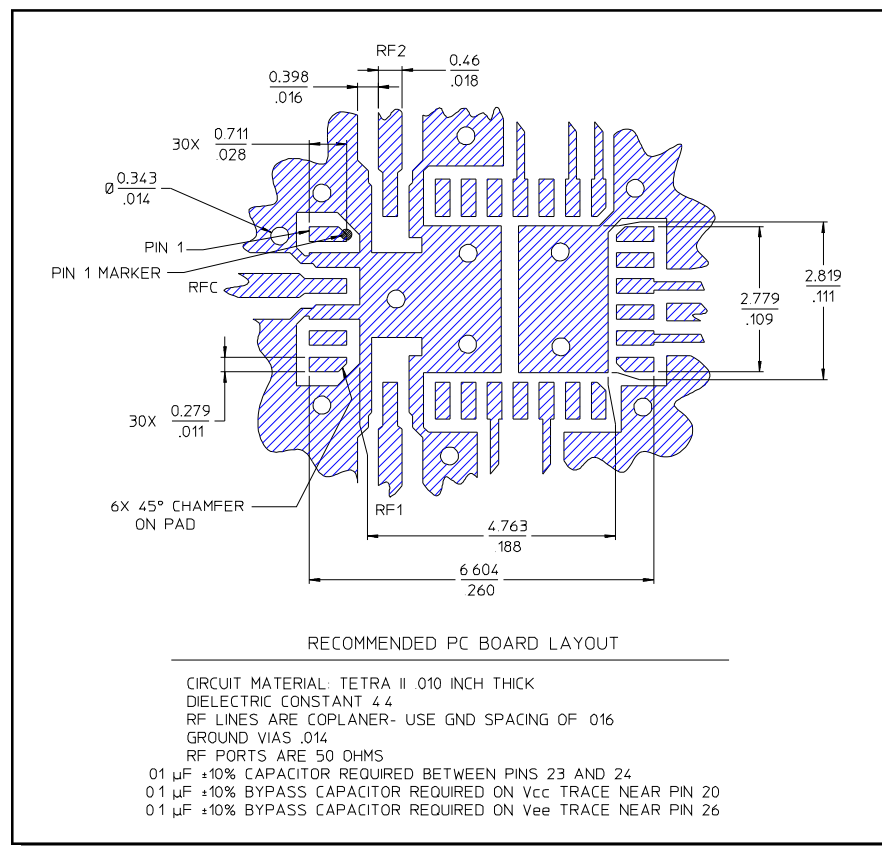 RF2
0.46
.018
0.398
.016
30X 0.711
.028
Ø 0.343
.014
PIN 1
PIN 1 MARKER
RFC
2.819
.111
2.779
.109
30X 0.279
.011
6X 45° CHAMFER
ON PAD
RF1
4.763
.188
6.604
.260
RECOMMENDED PC BOARD LAYOUT
CIRCUIT MATERIAL: TETRA II .010 INCH THICK
DIELECTRIC CONSTANT 4.4
RF LINES ARE COPLANER- USE GND SPACING OF .016
GROUND VIAS .014
RF PORTS ARE 50 OHMS
01 µF ±10% CAPACITOR REQUIRED BETWEEN PINS 23 AND 24
0.1 µF ±10% BYPASS CAPACITOR REQUIRED ON Vcc TRACE NEAR PIN 20
0.1 µF ±10% BYPASS CAPACITOR REQUIRED ON Vee TRACE NEAR PIN 26